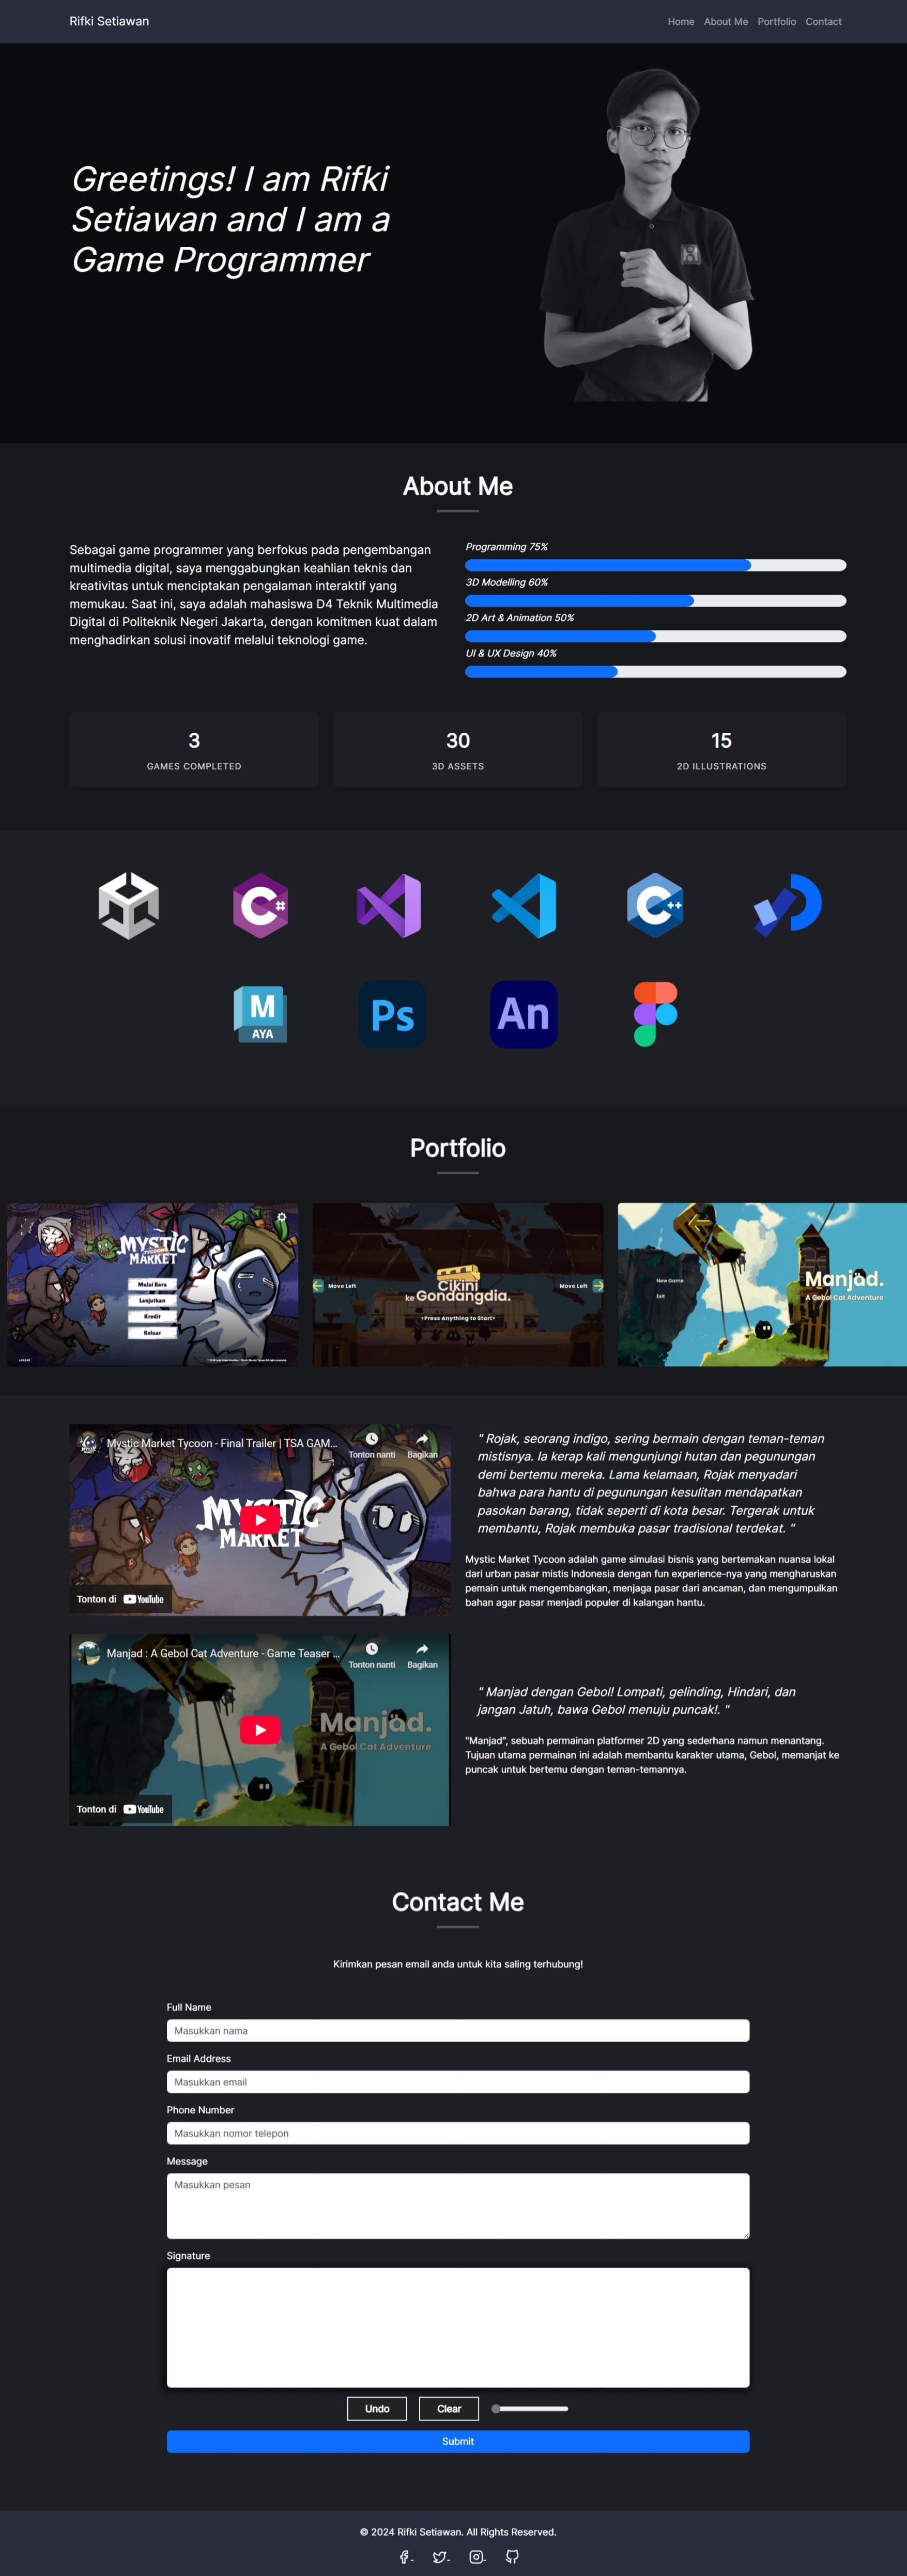 Rifki Setiawan
Home About Me Portfolio Contact
Greetings! I am Rifki
Setiawan and I am a
Game Programmer
About Me
Sebagai game programmer yang berfokus pada pengembangan
multimedia digital, saya menggabungkan keahlian teknis dan
kreativitas untuk menciptakan pengalaman interaktif yang
memukau. Saat ini, saya adalah mahasiswa D4 Teknik Multimedia
Digital di Politeknik Negeri Jakarta, dengan komitmen kuat dalam
menghadirkan solusi inovatif melalui teknologi game.
Programming 75%
3D Modelling 60%
2D Art & Animation 50%
UI & UX Design 40%
3
GAMES COMPLETED
30
3D ASSETS
15
2D ILLUSTRATIONS
C#
C++
M
AYA
Ps
An
Portfolio
MYSTIC
MARKET
Mulai Baru
Lanjutkan
Kredit
Keluar
Move Left
Cikini
ke Gondangdia.
<Press Anything to Start>
Move Left
New Game
Exit
Manjad.
A Gebol Cat Adventure
Mystic Market Tycoon - Final Trailer | TSA GAM...
Tonton nanti
Bagikan
MYSTIC
MARKET
Tonton di YouTube
" Rojak, seorang indigo, sering bermain dengan teman-teman
mistisnya. Ia kerap kali mengunjungi hutan dan pegunungan
demi bertemu mereka. Lama kelamaan, Rojak menyadari
bahwa para hantu di pegunungan kesulitan mendapatkan
pasokan barang, tidak seperti di kota besar. Tergerak untuk
membantu, Rojak membuka pasar tradisional terdekat. "
Mystic Market Tycoon adalah game simulasi bisnis yang bertemakan nuansa lokal
dari urban pasar mistis Indonesia dengan fun experience-nya yang mengharuskan
pemain untuk mengembangkan, menjaga pasar dari ancaman, dan mengumpulkan
bahan agar pasar menjadi populer di kalangan hantu.
Manjad : A Gebol Cat Adventure - Game Teaser ...
Tonton nanti
Bagikan
Manjad.
A Gebol Cat Adventure
Tonton di YouTube
" Manjad dengan Gebol! Lompati, gelinding, Hindari, dan
jangan Jatuh, bawa Gebol menuju puncak!. "
"Manjad", sebuah permainan platformer 2D yang sederhana namun menantang.
Tujuan utama permainan ini adalah membantu karakter utama, Gebol, memanjat ke
puncak untuk bertemu dengan teman-temannya.
Contact Me
Kirimkan pesan email anda untuk kita saling terhubung!
Full Name
Masukkan nama
Email Address
Masukkan email
Phone Number
Masukkan nomor telepon
Message
Masukkan pesan
Signature
Undo Clear
Submit
© 2024 Rifki Setiawan. All Rights Reserved.